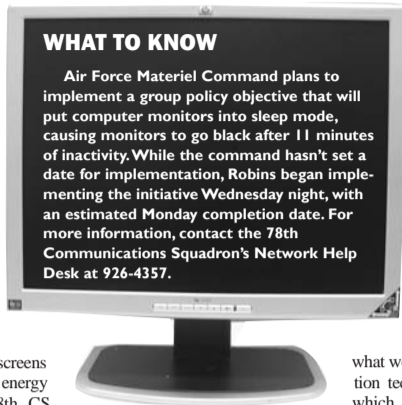 WHAT TO KNOW
Air Force Materiel Command plans to
implement a group policy objective that will
put computer monitors into sleep mode,
causing monitors to go black after 11 minutes
of inactivity. While the command hasn't set a
date for implementation, Robins began imple-
menting the initiative Wednesday night, with
an estimated Monday completion date. For
more information, contact the 78th
Communications Squadron's Network Help
Desk at 926-4357.
screens
energy
CS
what
tion
which